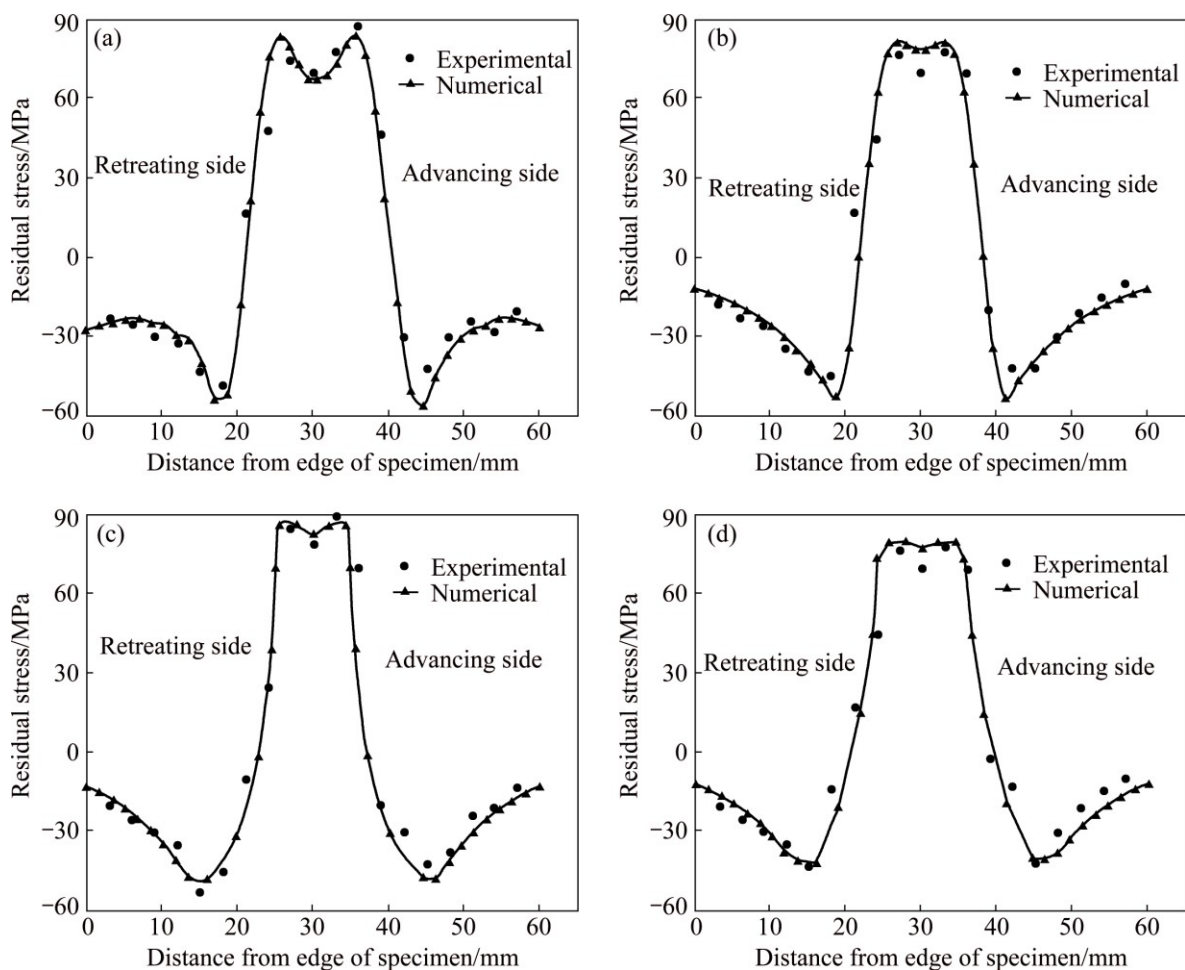 (a)
90
60
30
0
−30
−60
Residual stress/MPa
Experimental
Numerical
Retreating side
Advancing side
0 10 20 30 40 50 60
Distance from edge of specimen/mm
(b)
90
60
30
0
−30
−60
Residual stress/MPa
Experimental
Numerical
Retreating side
Advancing side
0 10 20 30 40 50 60
Distance from edge of specimen/mm
(c)
90
60
30
0
−30
−60
Residual stress/MPa
Experimental
Numerical
Retreating side
Advancing side
0 10 20 30 40 50 60
Distance from edge of specimen/mm
(d)
90
60
30
0
−30
−60
Residual stress/MPa
Experimental
Numerical
Retreating side
Advancing side
0 10 20 30 40 50 60
Distance from edge of specimen/mm